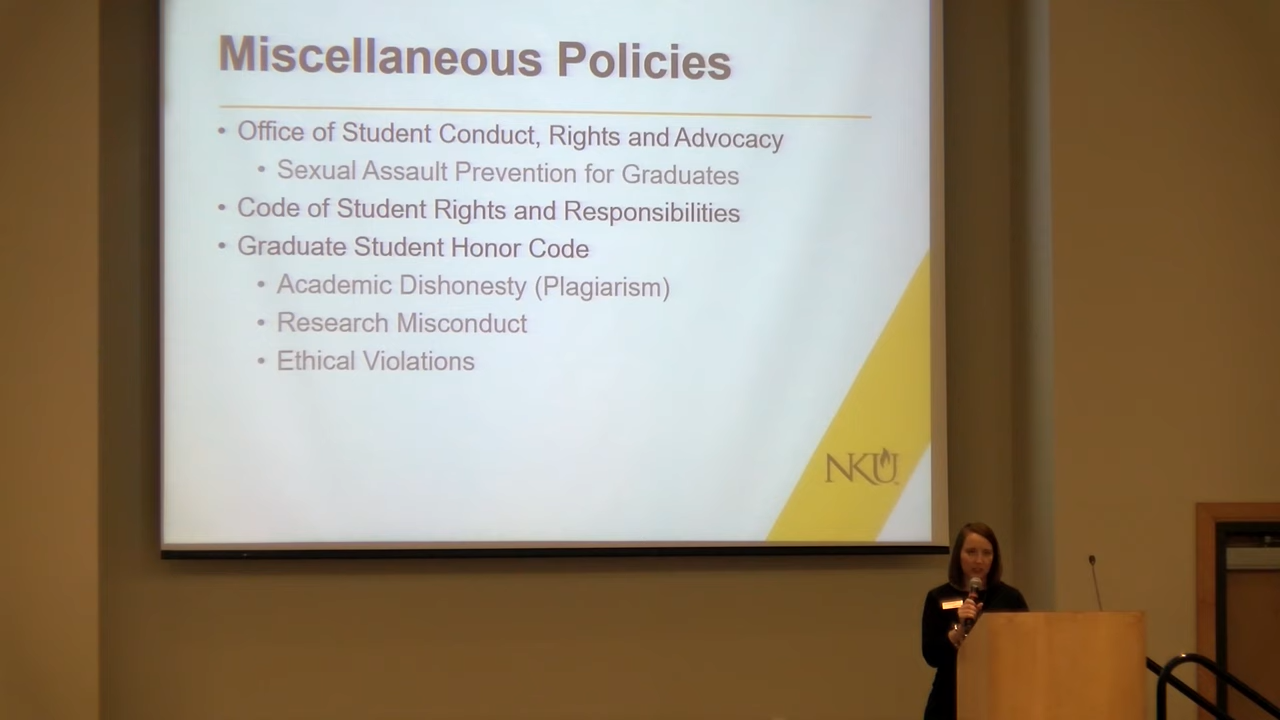 Miscellaneous Policies
• Office of Student Conduct, Rights and Advocacy
• Sexual Assault Prevention for Graduates
• Code of Student Rights and Responsibilities
• Graduate Student Honor Code
• Academic Dishonesty (Plagiarism)
• Research Misconduct
• Ethical Violations
NKU